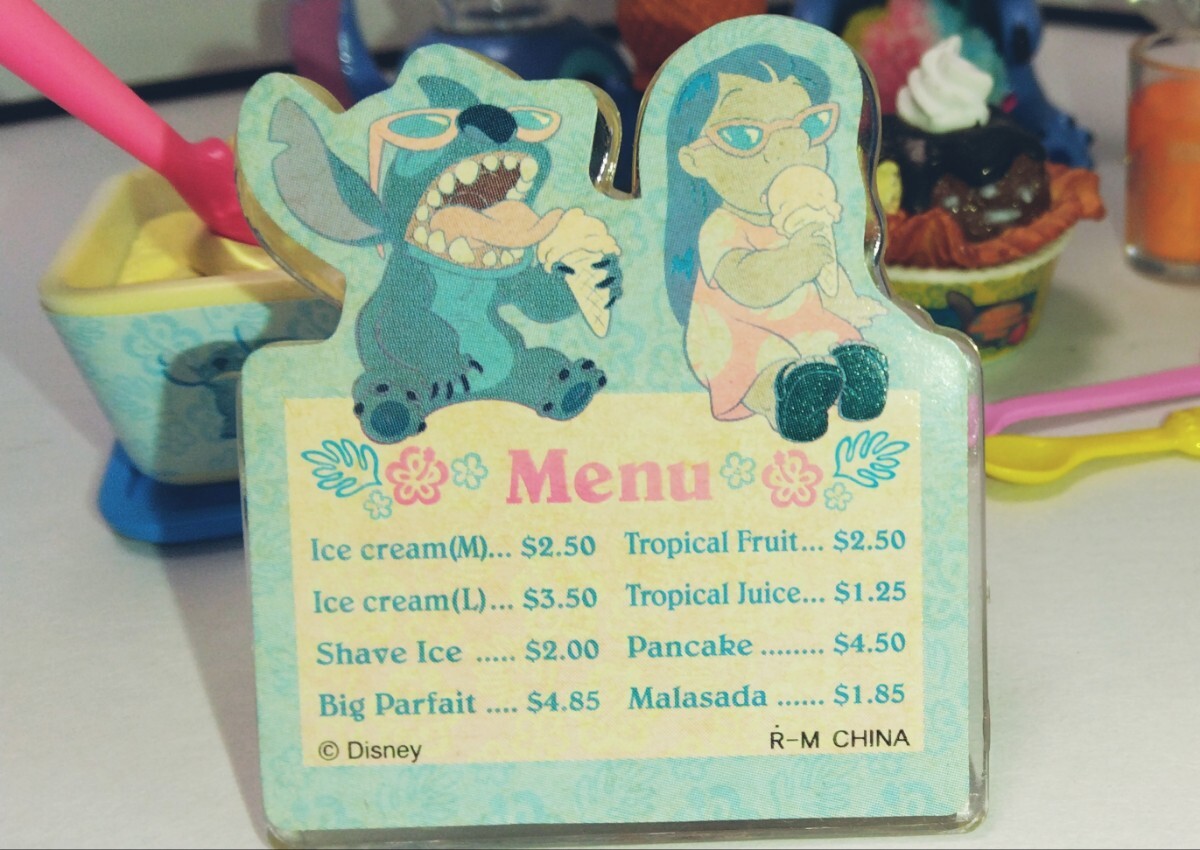 Menu
Ice cream(M)... $2.50
Ice cream(L)... $3.50
Shave Ice ..... $2.00
Big Parfait .... $4.85
Tropical Fruit... $2.50
Tropical Juice... $1.25
Pancake ........ $4.50
Malasada ...... $1.85
© Disney
R-M CHINA